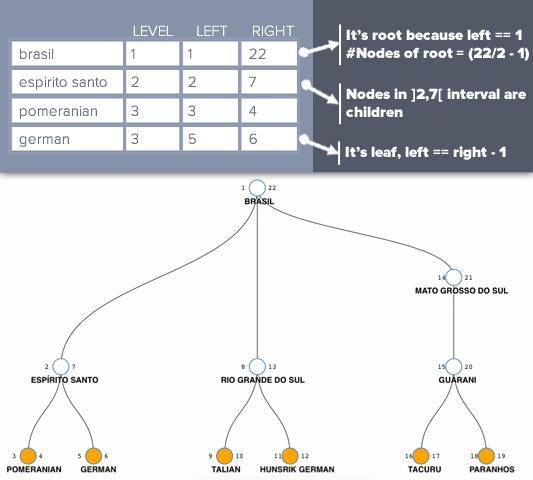 LEVEL LEFT RIGHT
brasil 1 1 22
espirito santo 2 2 7
pomeranian 3 3 4
german 3 5 6
It's root because left == 1
#Nodes of root = (22/2 - 1)
Nodes in ]2,7[ interval are
children
It's leaf, left == right - 1
1 22
BRASIL
14 21
MATO GROSSO DO SUL
2 7 8 13 15 20
ESPÍRITO SANTO RIO GRANDE DO SUL GUARANI
3 4 5 6 9 10 11 12 16 17 18 19
POMERANIAN GERMAN TALIAN HUNSRIK GERMAN TACURU PARANHOS